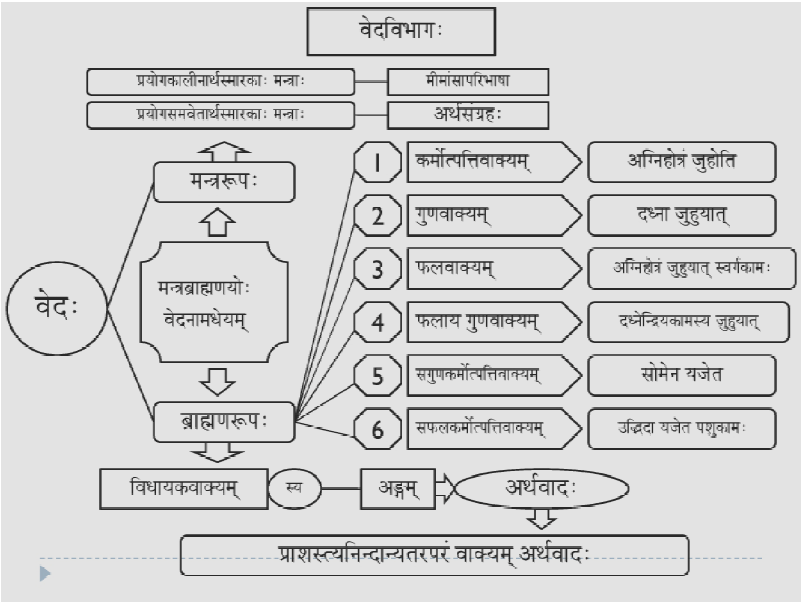 वेदविभागः
प्रयोगकालीनार्थस्मारकाः मन्त्राः
मीमांसापरिभाषा
प्रयोगसमवेतार्थस्मारकाः मन्त्राः
अर्थसंग्रहः
मन्त्ररूपः
मन्त्रब्राह्मणयोः
वेदनामधेयम्
वेदः
ब्राह्मणरूपः
1
कर्मोत्पत्तिवाक्यम्
अग्निहोत्रं जुहोति
2
गुणवाक्यम्
दध्ना जुहुयात्
3
फलवाक्यम्
अग्निहोत्रं जुहुयात् स्वर्गकामः
4
फलाय गुणवाक्यम्
दध्नेन्द्रियकामस्य जुहुयात्
5
सगुणकर्मोत्पत्तिवाक्यम्
सोमेन यजेत
6
सफलकर्मोत्पत्तिवाक्यम्
उद्भिदा यजेत पशुकामः
विधायकवाक्यम्
स्य
अङ्गम्
अर्थवादः
प्राशस्त्यनिन्दान्यतरपरं वाक्यम् अर्थवादः